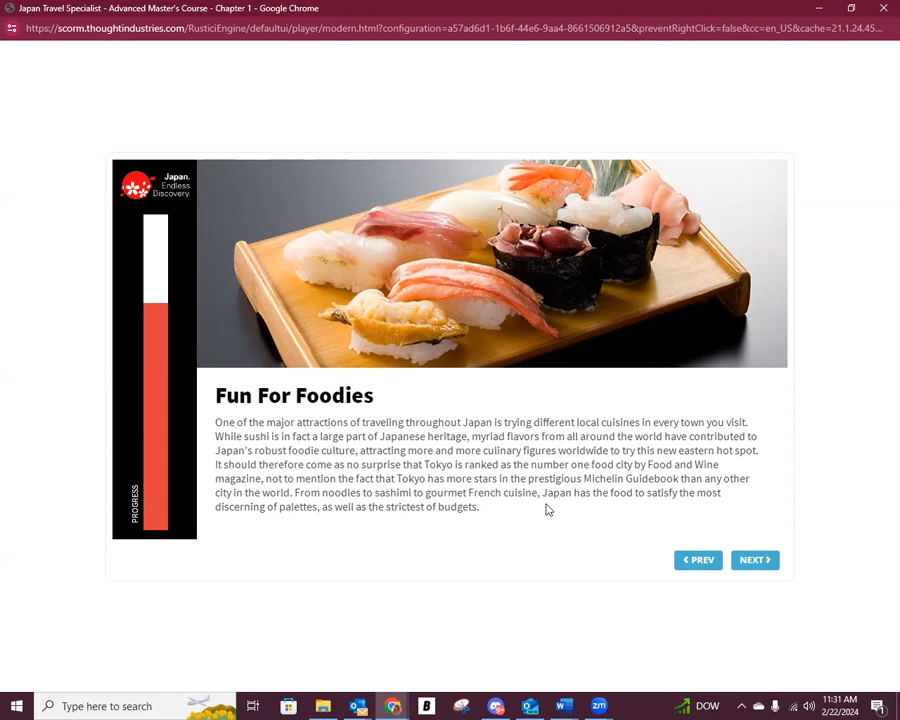 Japan Travel Specialist - Advanced Master's Course - Chapter 1 - Google Chrome
https://scorm.thoughtindustries.com/RusticiEngine/defaultui/player/modern.html?configuration=a57ad6d1-1b6f-44e6-9aa4-8661506912a5&preventRightClick=false&cc=en_US&cache=21.1.24.45...
Japan.
Endless
Discovery.
PROGRESS
Fun For Foodies
One of the major attractions of traveling throughout Japan is trying different local cuisines in every town you visit.
While sushi is in fact a large part of Japanese heritage, myriad flavors from all around the world have contributed to
Japan's robust foodie culture, attracting more and more culinary figures worldwide to try this new eastern hot spot.
It should therefore come as no surprise that Tokyo is ranked as the number one food city by Food and Wine
magazine, not to mention the fact that Tokyo has more stars in the prestigious Michelin Guidebook than any other
city in the world. From noodles to sashimi to gourmet French cuisine, Japan has the food to satisfy the most
discerning of palettes, as well as the strictest of budgets.
PREV
NEXT
Type here to search
DOW
11:31 AM
2/22/2024